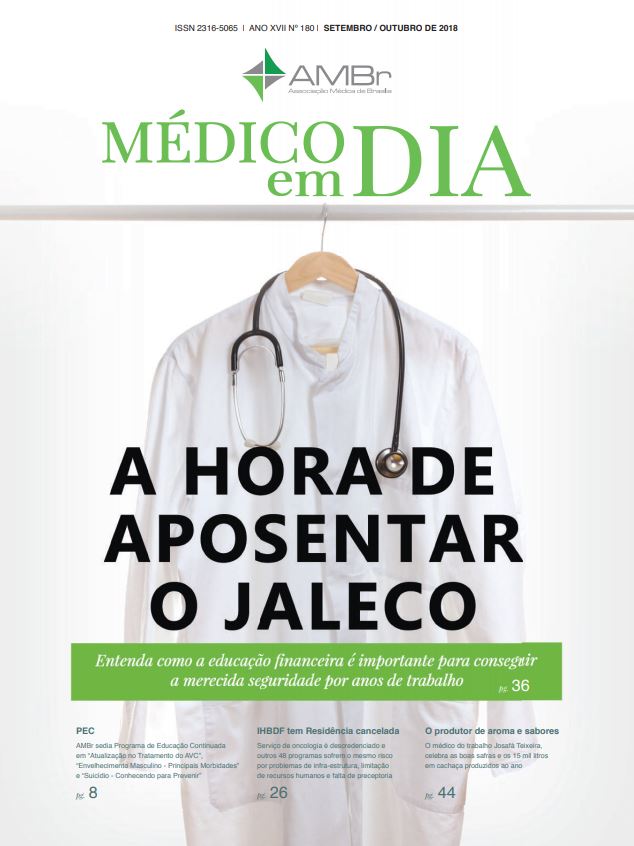 ISSN 2316-5065 | ANO XVII Nº 180 | SETEMBRO / OUTUBRO DE 2018
AMBr
Associação Médica de Brasília
MÉDICO
em DIA
A HORA DE
APOSENTAR
O JALECO
Entenda como a educação financeira é importante para conseguir
a merecida seguridade por anos de trabalho
pg. 36
PEC
AMBr sedia Programa de Educação Continuada
em “Atualização no Tratamento do AVC”,
“Envelhecimento Masculino - Principais Morbidades”
e “Suicídio - Conhecendo para Prevenir”
pg. 8
IHBDF tem Residência cancelada
Serviço de oncologia é descredenciado e
outros 48 programas sofrem o mesmo risco
por problemas de infra-estrutura, limitação
de recursos humanos e falta de preceptoria
pg. 26
O produtor de aroma e sabores
O médico do trabalho Josafá Teixeira,
celebra as boas safras e os 15 mil litros
em cachaça produzidos ao ano
pg. 44